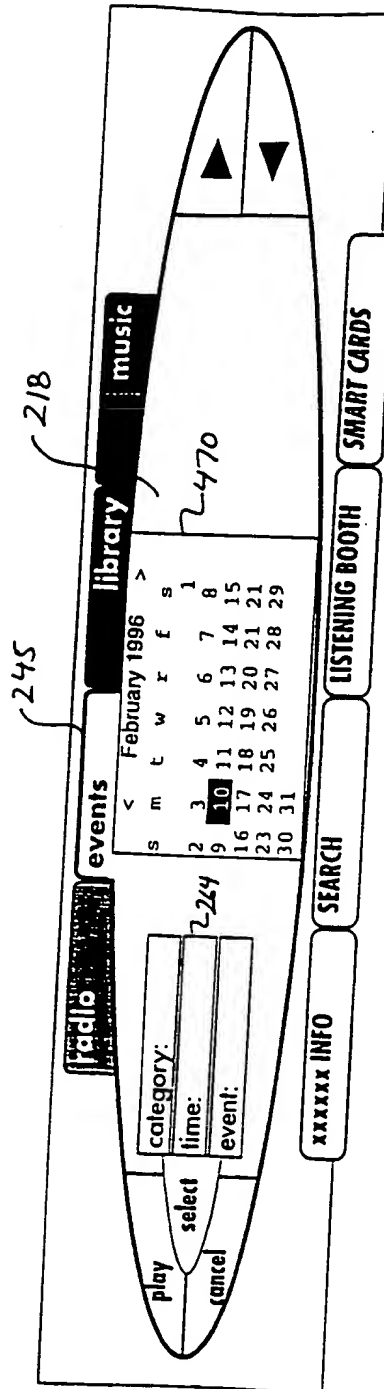 245
218
radio
events
library
music
470
< February 1996 >
s m t w r f s
1
2 3 4 5 6 7 8
9 10 11 12 13 14 15
16 17 18 19 20 21 21
23 24 25 26 27 28 29
30 31
264
category:
time:
event:
play
select
cancel
xxxxxx INFO
SEARCH
LISTENING BOOTH
SMART CARDS